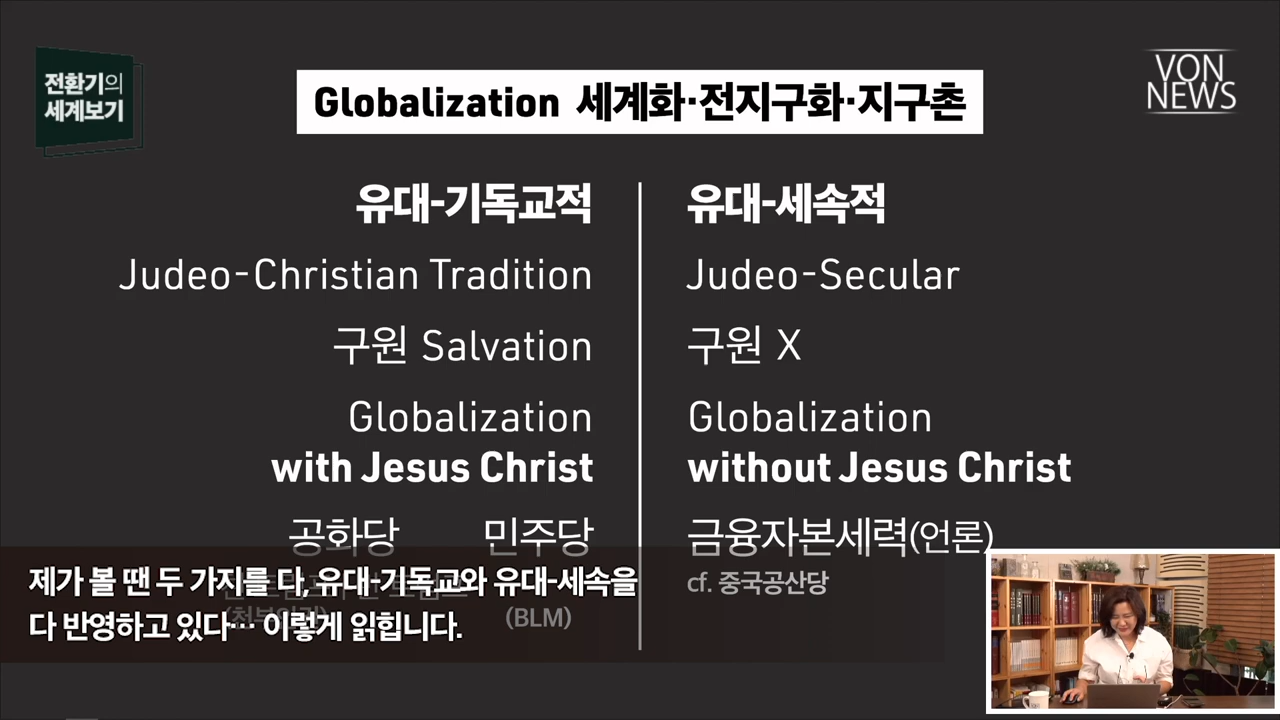 전환기의
세계보기
VON
NEWS
Globalization 세계화·전지구화·지구촌
유대-기독교적
Judeo-Christian Tradition
구원 Salvation
Globalization
with Jesus Christ
공화당 민주당
(BLM)
유대-세속적
Judeo-Secular
구원 X
Globalization
without Jesus Christ
금융자본세력(언론)
cf. 중국공산당
제가 볼 땐 두 가지를 다, 유대-기독교와 유대-세속을
다 반영하고 있다… 이렇게 읽힙니다.